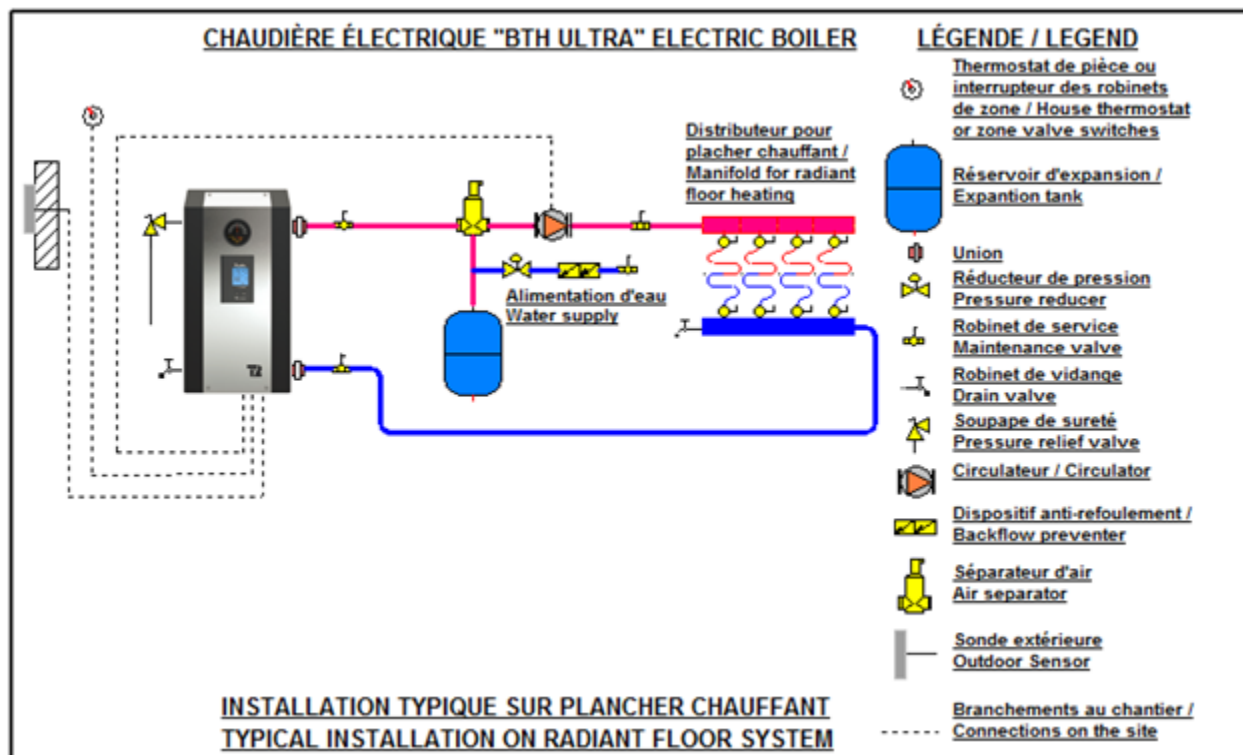 CHAUDIÈRE ÉLECTRIQUE "BTH ULTRA" ELECTRIC BOILER
LÉGENDE / LEGEND
Thermostat de pièce ou
interrupteur des robinets
de zone / House thermostat
or zone valve switches
Distributeur pour
placher chauffant /
Manifold for radiant
floor heating
Réservoir d'expansion /
Expantion tank
Union
Réducteur de pression
Pressure reducer
Alimentation d'eau
Water supply
Robinet de service
Maintenance valve
T2
Robinet de vidange
Drain valve
Soupape de sureté
Pressure relief valve
Circulateur / Circulator
Dispositif anti-refoulement /
Backflow preventer
Séparateur d'air
Air separator
Sonde extérieure
Outdoor Sensor
Branchements au chantier /
Connections on the site
INSTALLATION TYPIQUE SUR PLANCHER CHAUFFANT
TYPICAL INSTALLATION ON RADIANT FLOOR SYSTEM